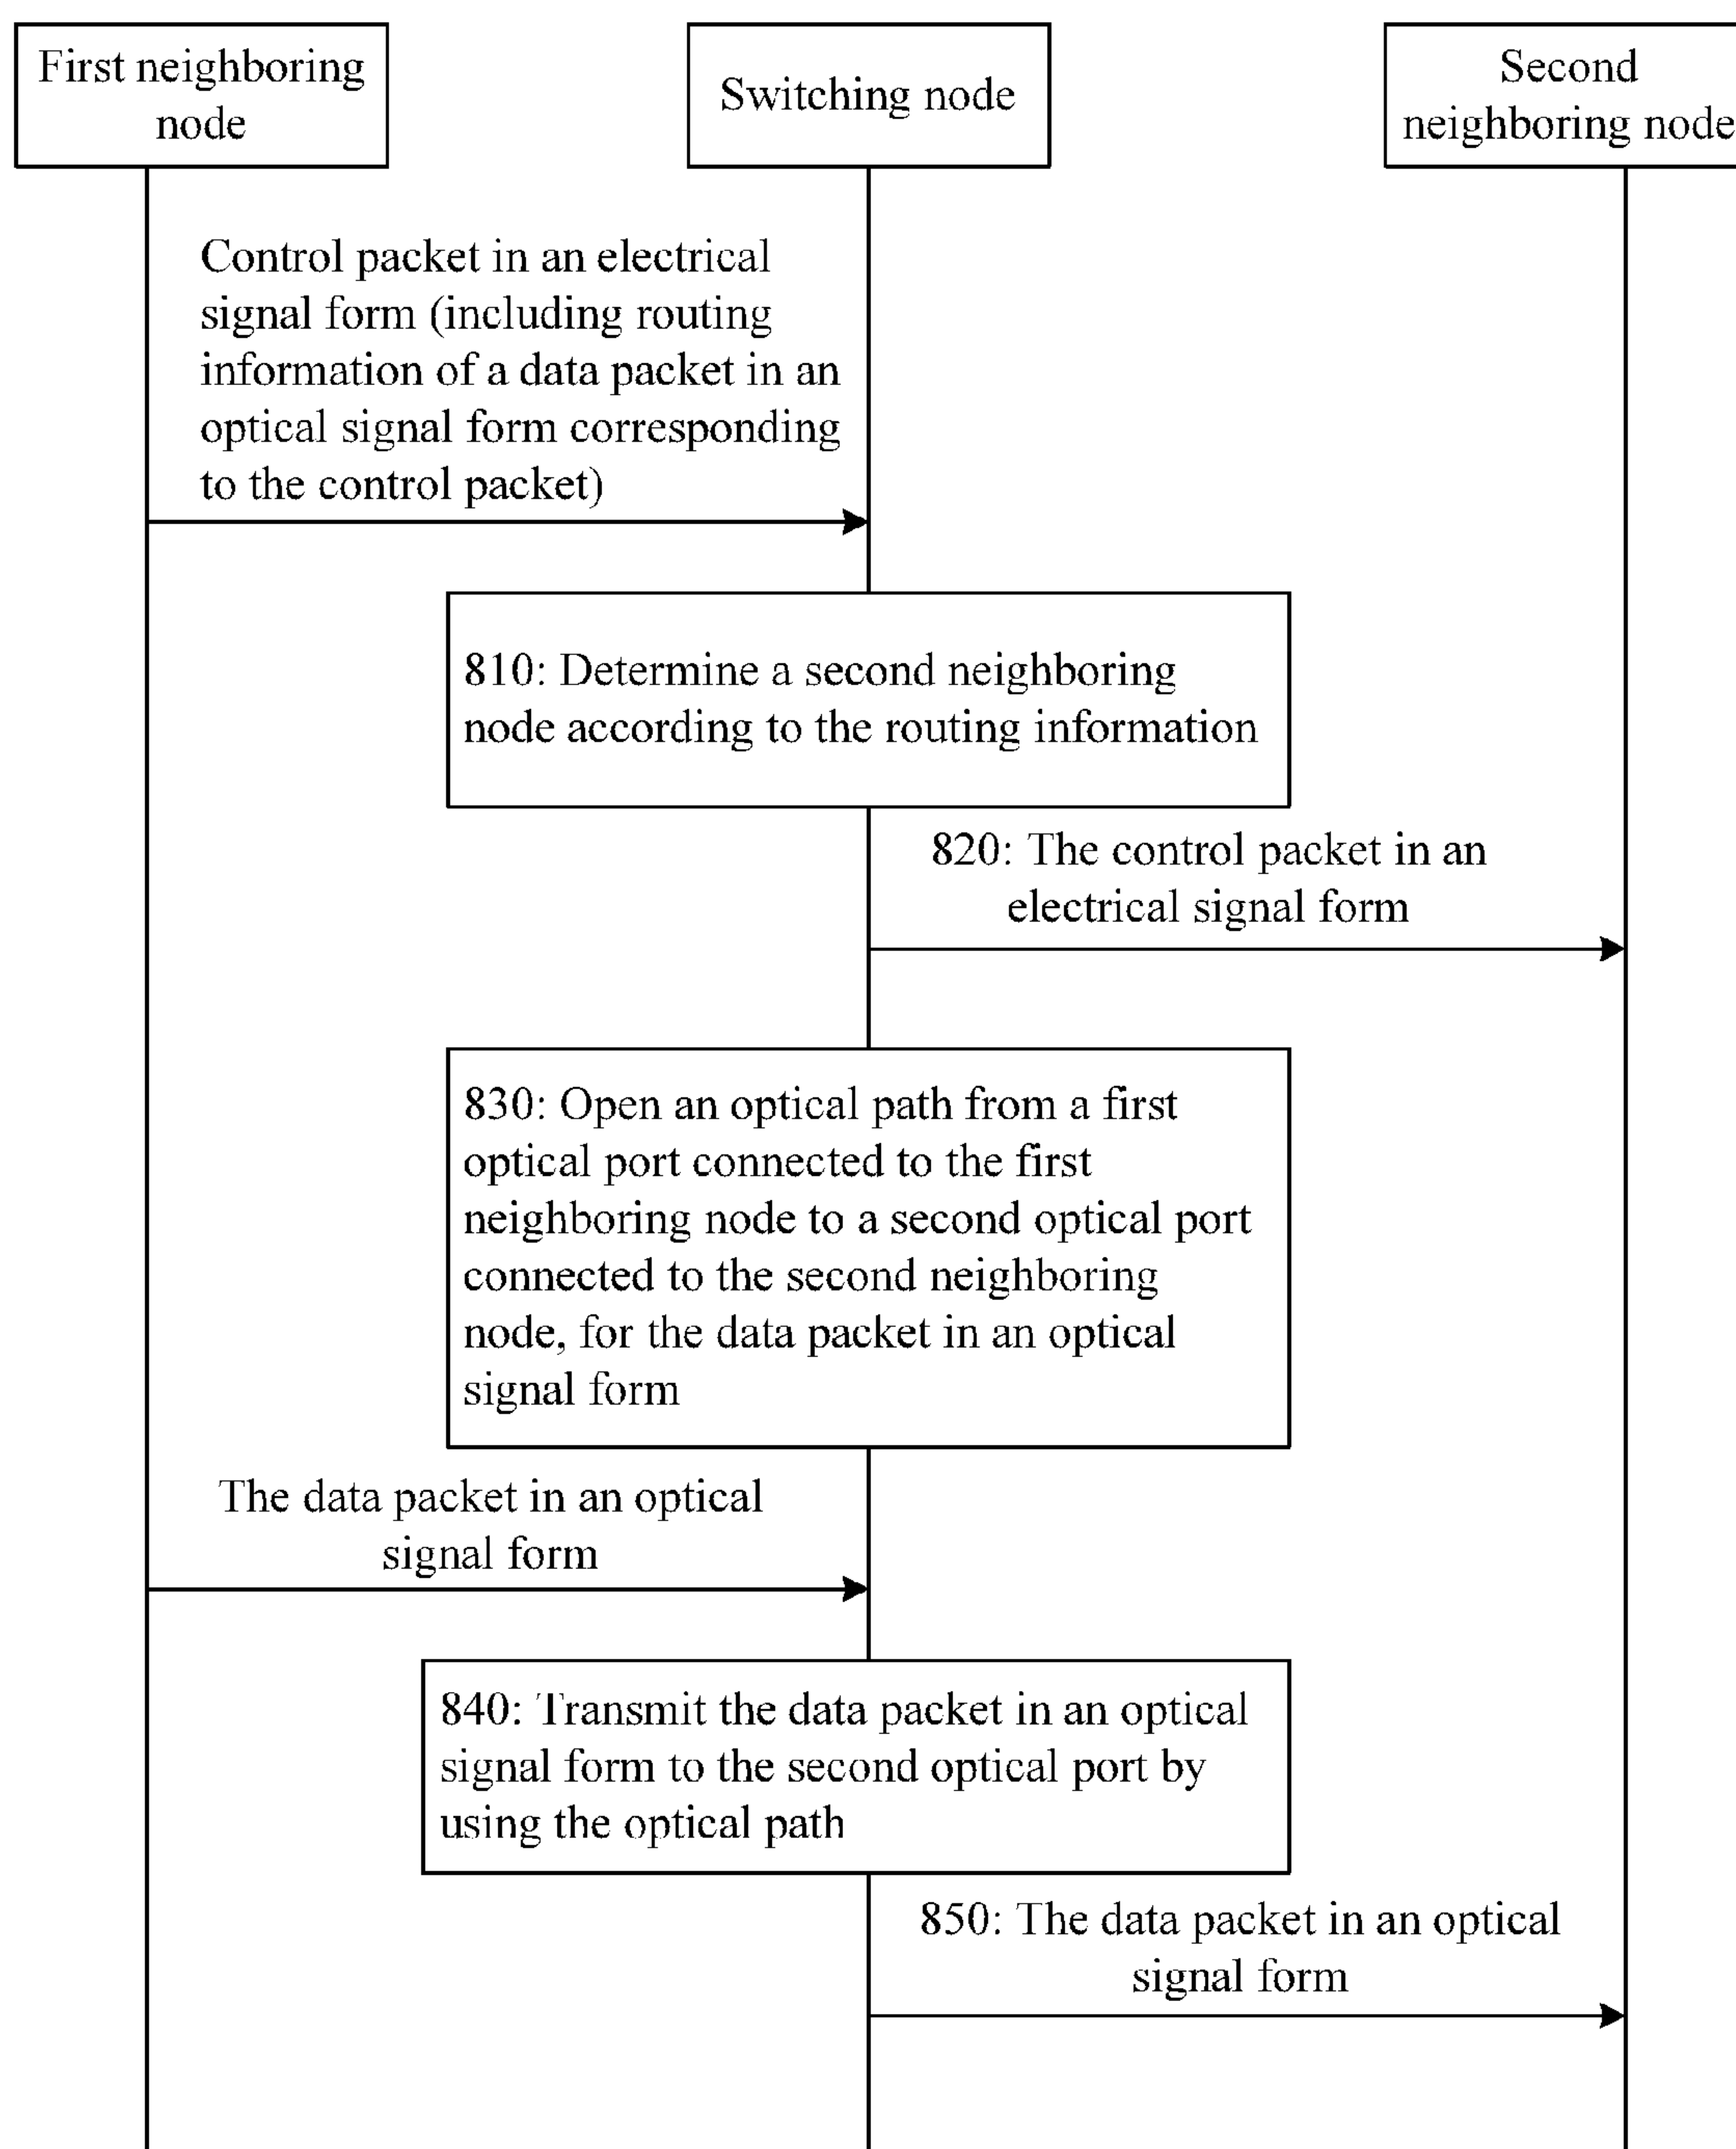 First neighboring
node
Switching node
Second
neighboring node
Control packet in an electrical
signal form (including routing
information of a data packet in an
optical signal form corresponding
to the control packet)
810: Determine a second neighboring
node according to the routing information
820: The control packet in an
electrical signal form
830: Open an optical path from a first
optical port connected to the first
neighboring node to a second optical port
connected to the second neighboring
node, for the data packet in an optical
signal form
The data packet in an optical
signal form
840: Transmit the data packet in an optical
signal form to the second optical port by
using the optical path
850: The data packet in an optical
signal form